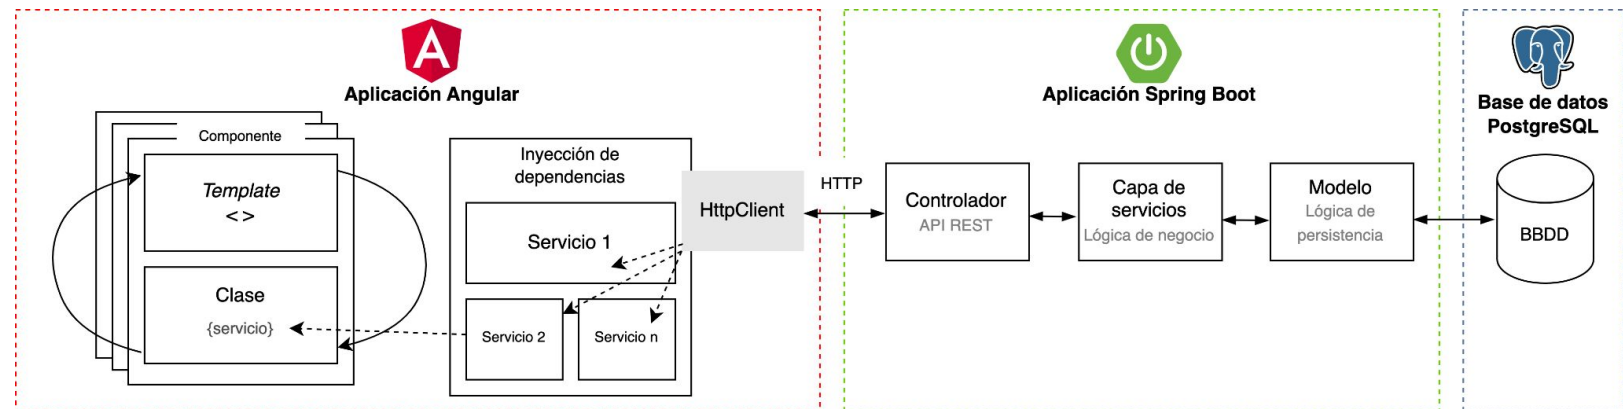 Aplicación Angular
Componente
Template
< >
Clase
{servicio}
Inyección de
dependencias
Servicio 1
Servicio 2
Servicio n
HttpClient
HTTP
Aplicación Spring Boot
Controlador
API REST
Capa de
servicios
Lógica de negocio
Modelo
Lógica de
persistencia
Base de datos
PostgreSQL
BBDD